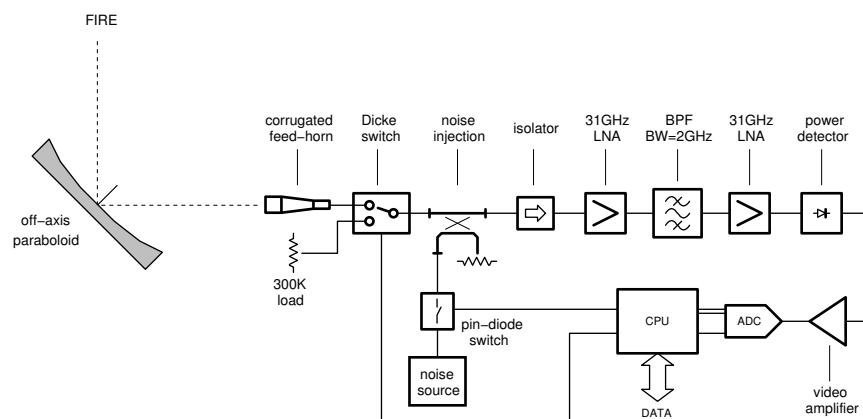 FIRE
corrugated
feed-horn
Dicke
switch
noise
injection
isolator
31GHz
LNA
BPF
BW=2GHz
31GHz
LNA
power
detector
off-axis
paraboloid
300K
load
pin-diode
switch
noise
source
CPU
ADC
video
amplifier
DATA